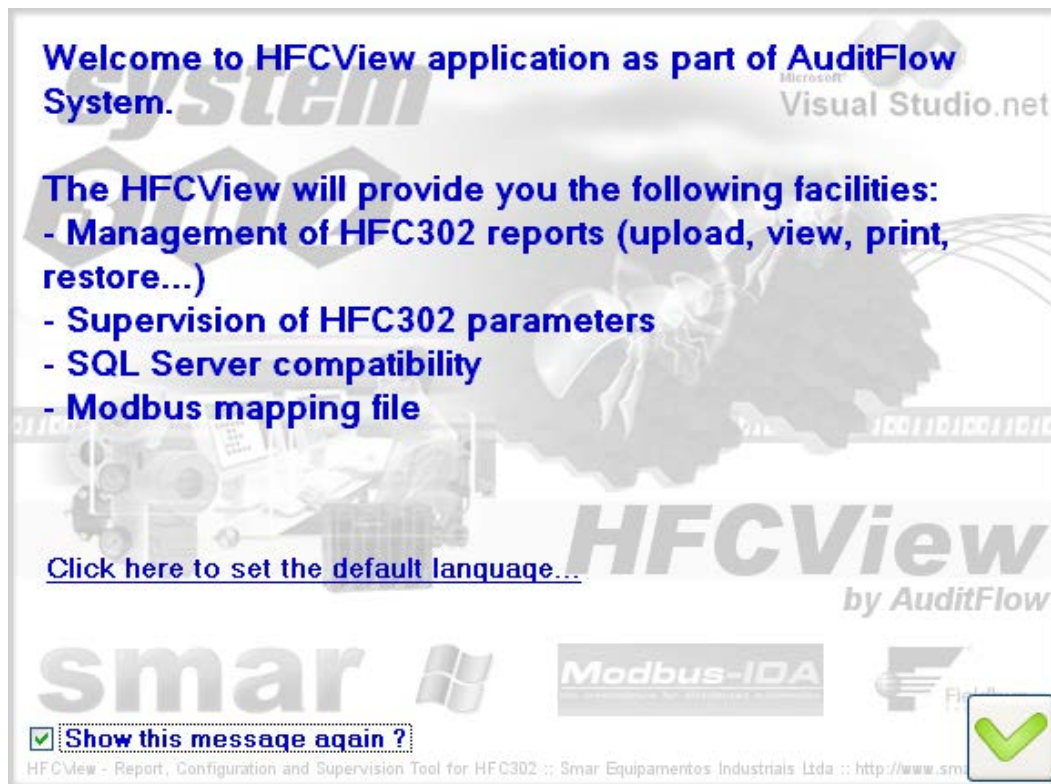 Welcome to HFCView application as part of AuditFlow
System.
system
302
Microsoft
Visual Studio.net
The HFCView will provide you the following facilities:
- Management of HFC302 reports (upload, view, print,
restore...)
- Supervision of HFC302 parameters
- SQL Server compatibility
- Modbus mapping file
Click here to set the default language...
HFCView
by AuditFlow
smar
Modbus-IDA
Show this message again ?
HFCView - Report, Configuration and Supervision Tool for HFC302 :: Smar Equipamentos Industriais Ltda :: http://www.sm